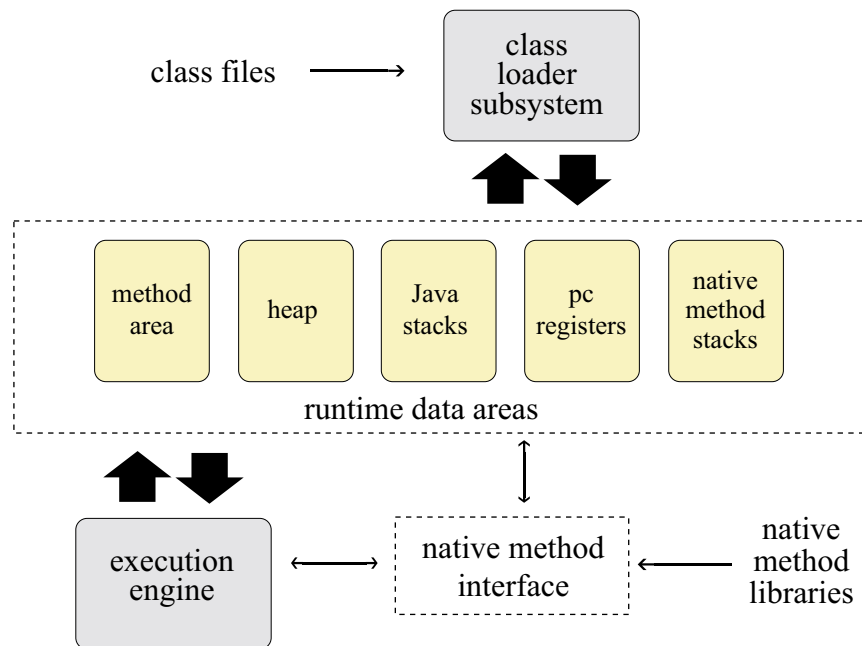 class files
class
loader
subsystem
method
area
heap
Java
stacks
pc
registers
native
method
stacks
runtime data areas
execution
engine
native method
interface
native
method
libraries